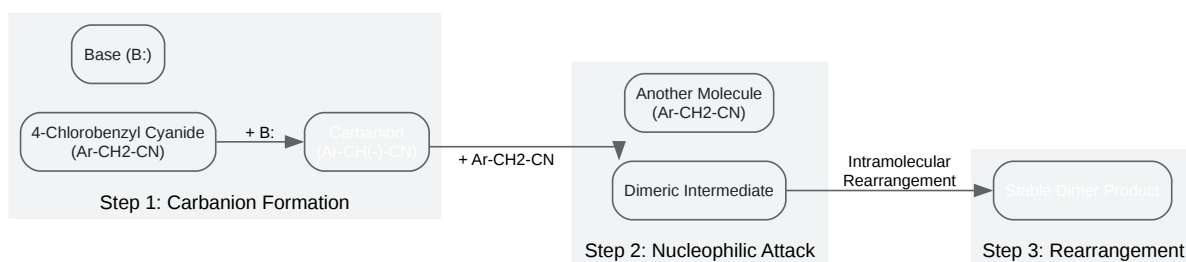 Base (B:)
4-Chlorobenzyl Cyanide
(Ar-CH2-CN)
+ B:
Carbanion
(Ar-CH(-)-CN)
Step 1: Carbanion Formation
+ Ar-CH2-CN
Another Molecule
(Ar-CH2-CN)
Dimeric Intermediate
Step 2: Nucleophilic Attack
Intramolecular
Rearrangement
Stable Dimer Product
Step 3: Rearrangement